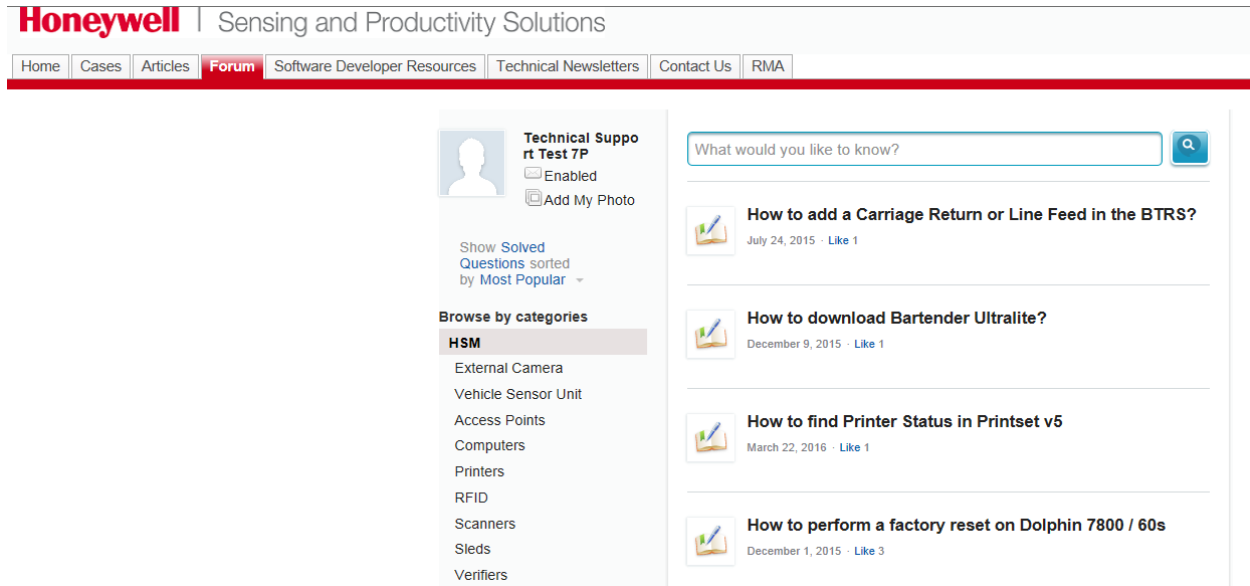 Honeywell | Sensing and Productivity Solutions
Home Cases Articles Forum Software Developer Resources Technical Newsletters Contact Us RMA
Technical Suppo
rt Test 7P
Enabled
Add My Photo
Show Solved
Questions sorted
by Most Popular
Browse by categories
HSM
External Camera
Vehicle Sensor Unit
Access Points
Computers
Printers
RFID
Scanners
Sleds
Verifiers
What would you like to know?
How to add a Carriage Return or Line Feed in the BTRS?
July 24, 2015 · Like 1
How to download Bartender Ultralite?
December 9, 2015 · Like 1
How to find Printer Status in Printset v5
March 22, 2016 · Like 1
How to perform a factory reset on Dolphin 7800 / 60s
December 1, 2015 · Like 3